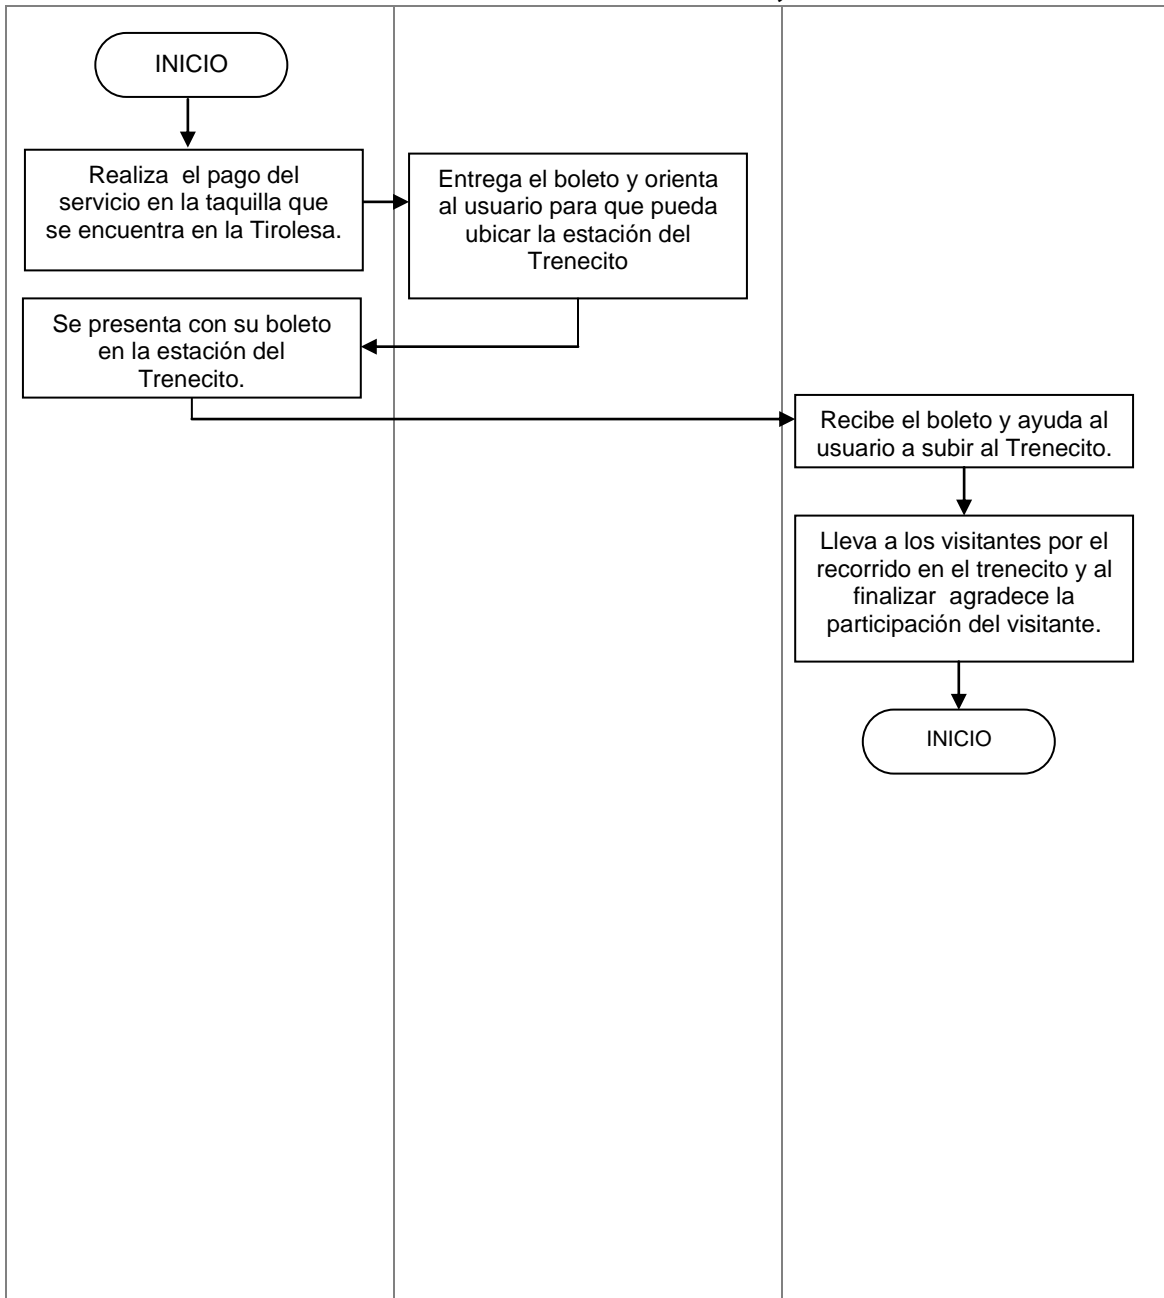 INICIO
Realiza  el pago del
servicio en la taquilla que
se encuentra en la Tirolesa.
Entrega el boleto y orienta
al usuario para que pueda
ubicar la estación del
Trenecito
Se presenta con su boleto
en la estación del
Trenecito.
Recibe el boleto y ayuda al
usuario a subir al Trenecito.
Lleva a los visitantes por el
recorrido en el trenecito y al
finalizar  agradece la
participación del visitante.
INICIO